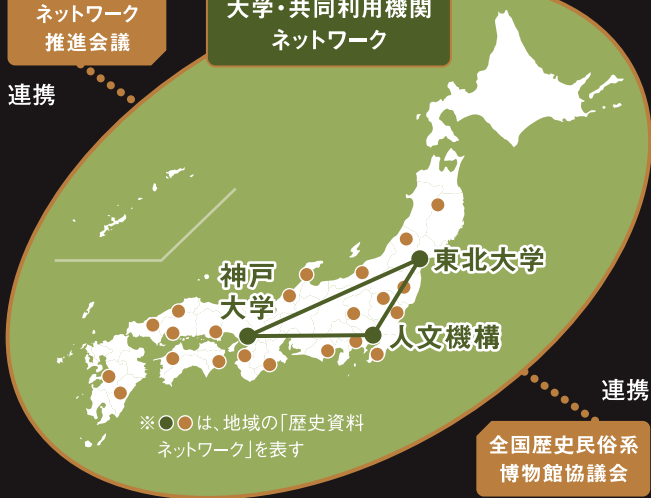 ネットワーク
推進会議
大学・共同利用機関
ネットワーク
連携
東北大学
神戸
大学
人文機構
連携
※●●は、地域の「歴史資料
ネットワーク」を表す
全国歴史民俗系
博物館協議会